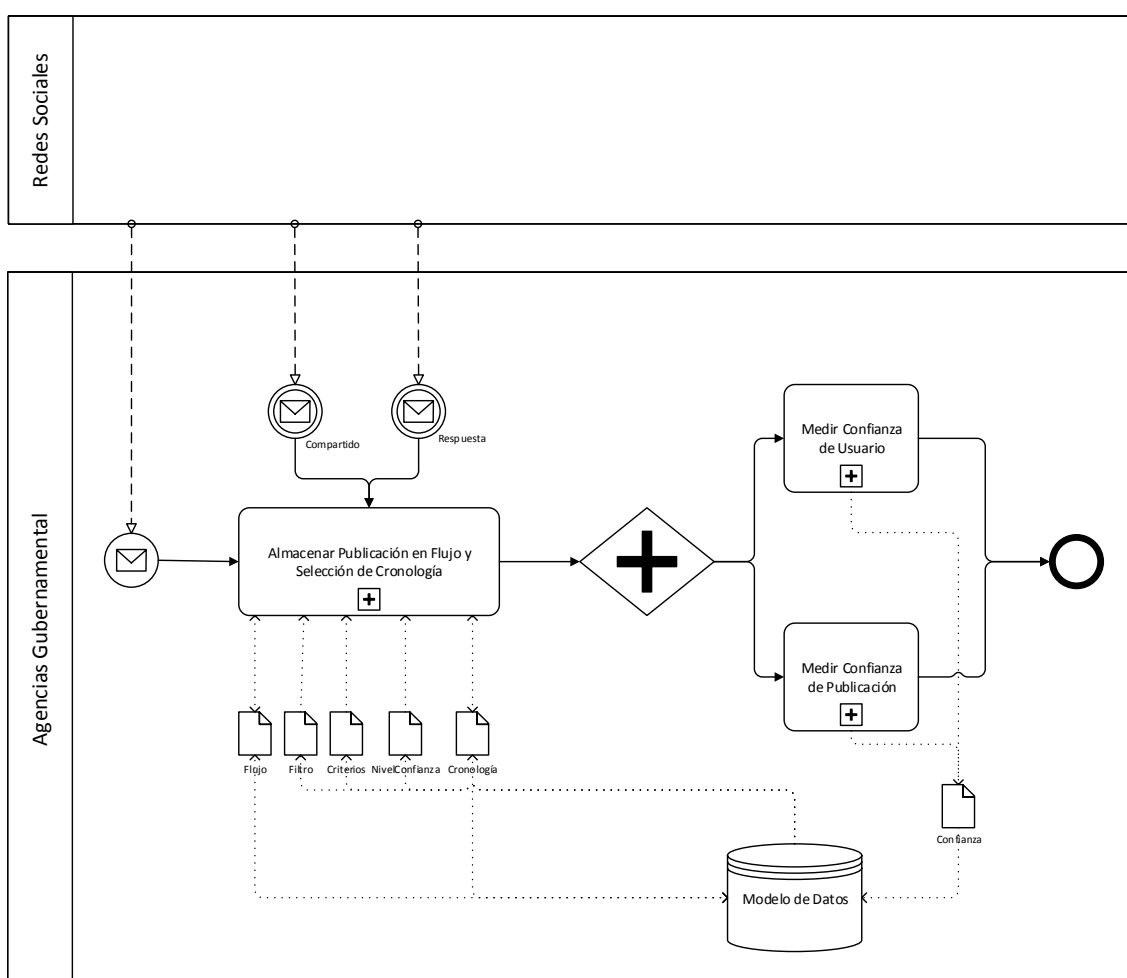 Redes Sociales
Agencias Gubernamental
Compartido
Respuesta
Almacenar Publicación en Flujo y
Selección de Cronología
Medir Confianza
de Usuario
Medir Confianza
de Publicación
Flujo
Filtro
Criterios
NivelConfianza
Cronología
Confianza
Modelo de Datos